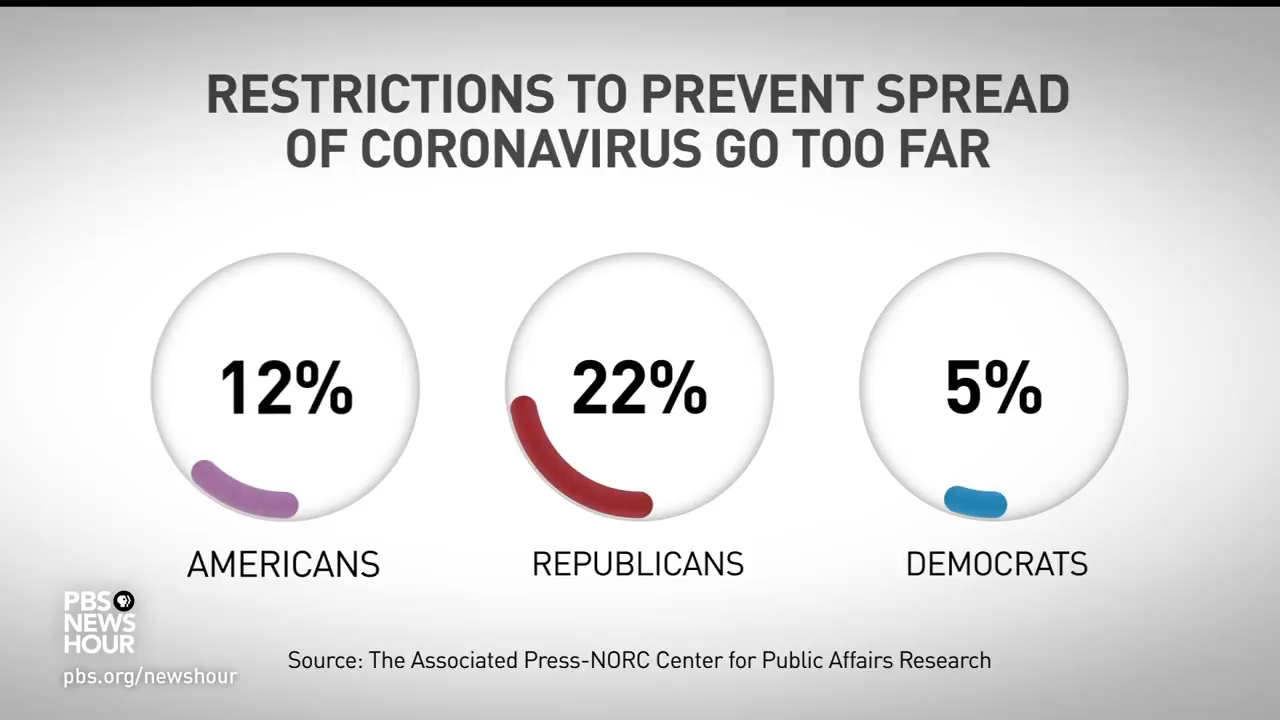 RESTRICTIONS TO PREVENT SPREAD
OF CORONAVIRUS GO TOO FAR
12%
22%
5%
AMERICANS
REPUBLICANS
DEMOCRATS
PBS
NEWS
HOUR
pbs.org/newshour
Source: The Associated Press-NORC Center for Public Affairs Research